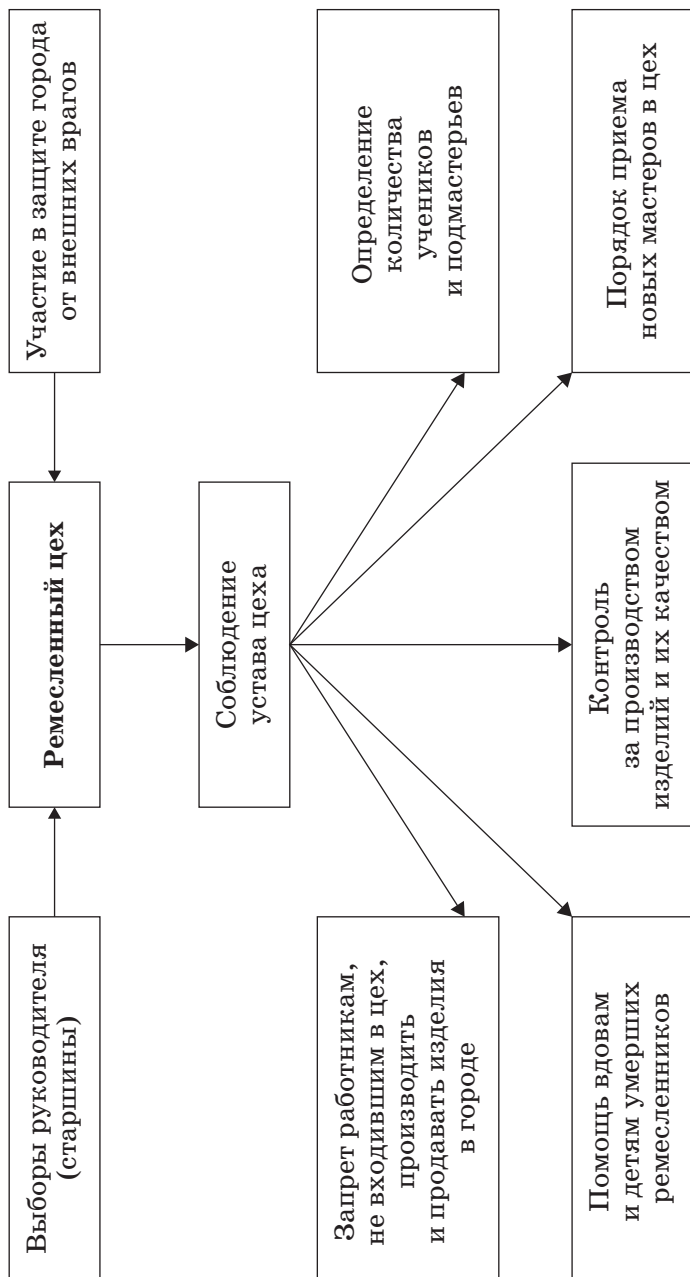 Выборы руководителя
(старшины)
Ремесленный цех
Участие в защите города
от внешних врагов
Соблюдение
устава цеха
Запрет работникам,
не входившим в цех,
производить
и продавать изделия
в городе
Определение
количества
учеников
и подмастерьев
Помощь вдовам
и детям умерших
ремесленников
Контроль
за производством
изделий и их качеством
Порядок приема
новых мастеров в цех